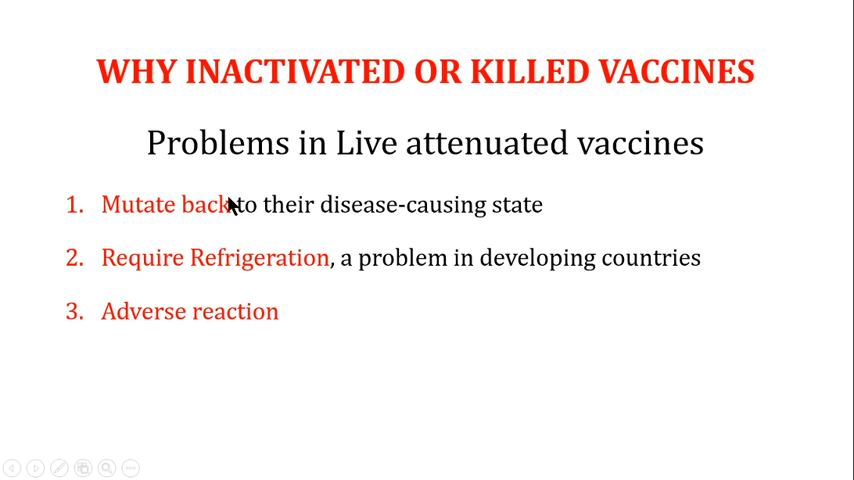 WHY INACTIVATED OR KILLED VACCINES
Problems in Live attenuated vaccines
1. Mutate back to their disease-causing state
2. Require Refrigeration, a problem in developing countries
3. Adverse reaction